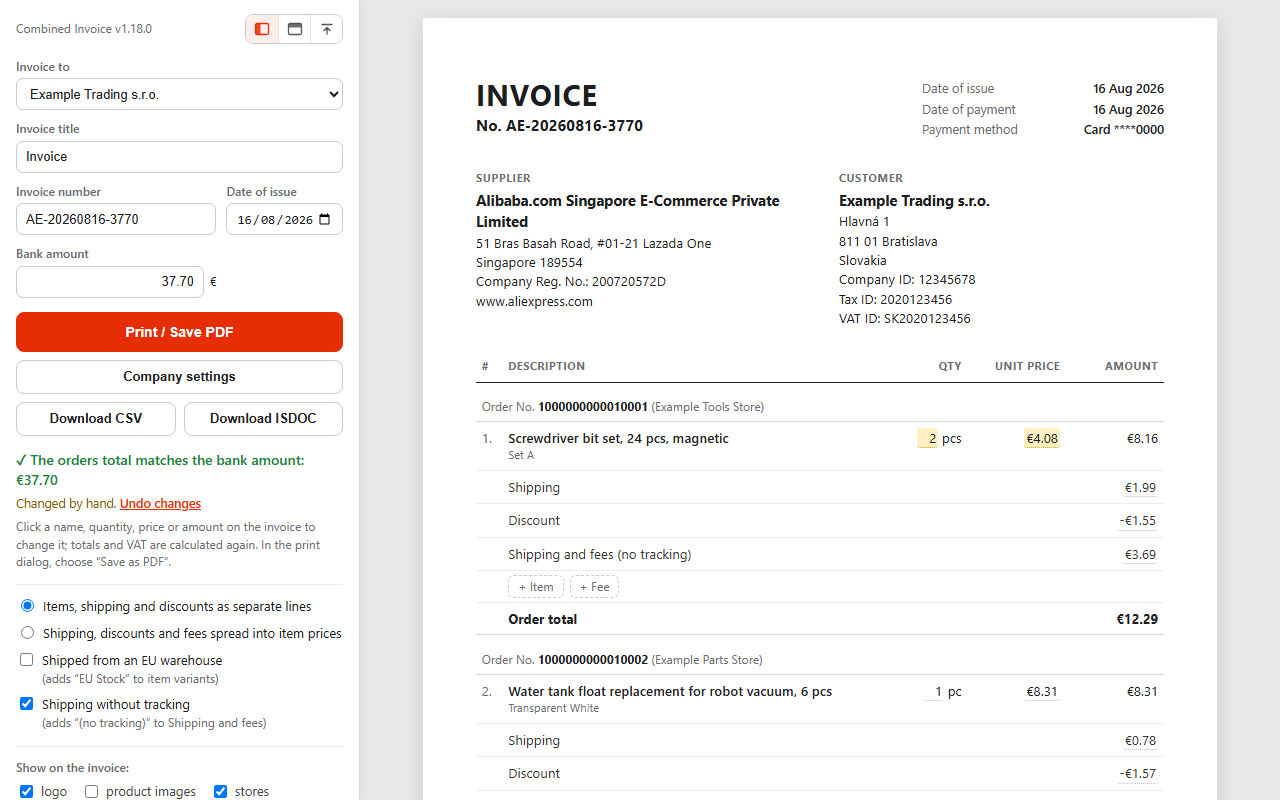 Combined Invoice v1.18.0
Invoice to
Example Trading s.r.o.
Invoice title
Invoice
Invoice number
Date of issue
AE-20260816-3770
16/08/2026
Bank amount
37.70 €
Print / Save PDF
Company settings
Download CSV
Download ISDOC
✓ The orders total matches the bank amount:
€37.70
Changed by hand. Undo changes
Click a name, quantity, price or amount on the invoice to
change it; totals and VAT are calculated again. In the print
dialog, choose “Save as PDF”.
Items, shipping and discounts as separate lines
Shipping, discounts and fees spread into item prices
Shipped from an EU warehouse
(adds “EU Stock” to item variants)
Shipping without tracking
(adds “(no tracking)” to Shipping and fees)
Show on the invoice:
logo product images stores
INVOICE
No. AE-20260816-3770
Date of issue 16 Aug 2026
Date of payment 16 Aug 2026
Payment method Card ****0000
SUPPLIER
Alibaba.com Singapore E-Commerce Private
Limited
51 Bras Basah Road, #01-21 Lazada One
Singapore 189554
Company Reg. No.: 200720572D
www.aliexpress.com
CUSTOMER
Example Trading s.r.o.
Hlavná 1
811 01 Bratislava
Slovakia
Company ID: 12345678
Tax ID: 2020123456
VAT ID: SK2020123456
# DESCRIPTION QTY UNIT PRICE AMOUNT
Order No. 1000000000010001 (Example Tools Store)
1. Screwdriver bit set, 24 pcs, magnetic 2 pcs €4.08 €8.16
Set A
Shipping €1.99
Discount -€1.55
Shipping and fees (no tracking) €3.69
+ Item + Fee
Order total €12.29
Order No. 1000000000010002 (Example Parts Store)
2. Water tank float replacement for robot vacuum, 6 pcs 1 pc €8.31 €8.31
Transparent White
Shipping €0.78
Discount -€1.57